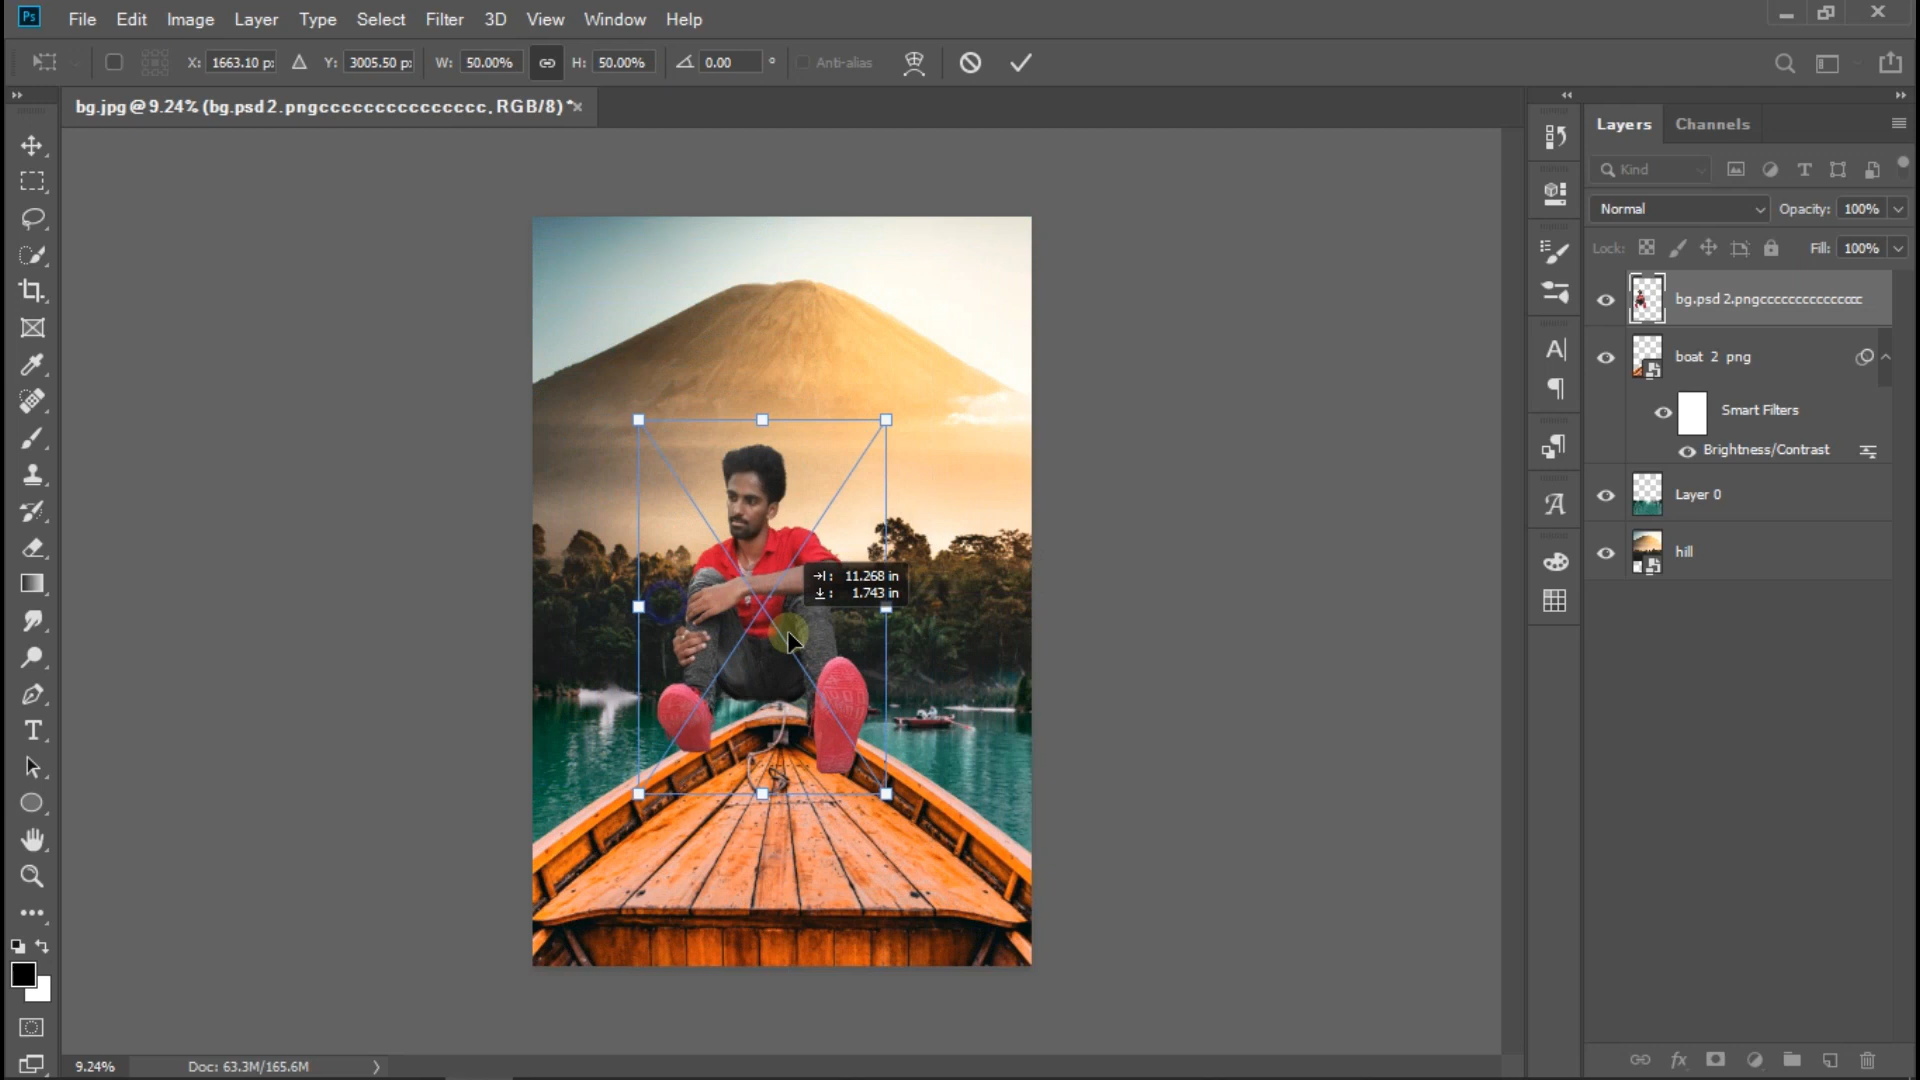 Ps File Edit Image Layer Type Select Filter 3D View Window Help
X: 1663.10 p: Y: 3005.50 p: W: 50.00% H: 50.00% 0.00 ° Anti-alias
bg.jpg @ 9.24% (bg.psd 2.pngccccccccccccccc, RGB/8) *
Layers Channels
Kind
Normal Opacity: 100%
Lock: Fill: 100%
bg.psd 2.pngccccccccccccccc
boat 2 png
Smart Filters
Brightness/Contrast
Layer 0
hill
11.268 in
1.743 in
9.24% Doc: 63.3M/165.6M